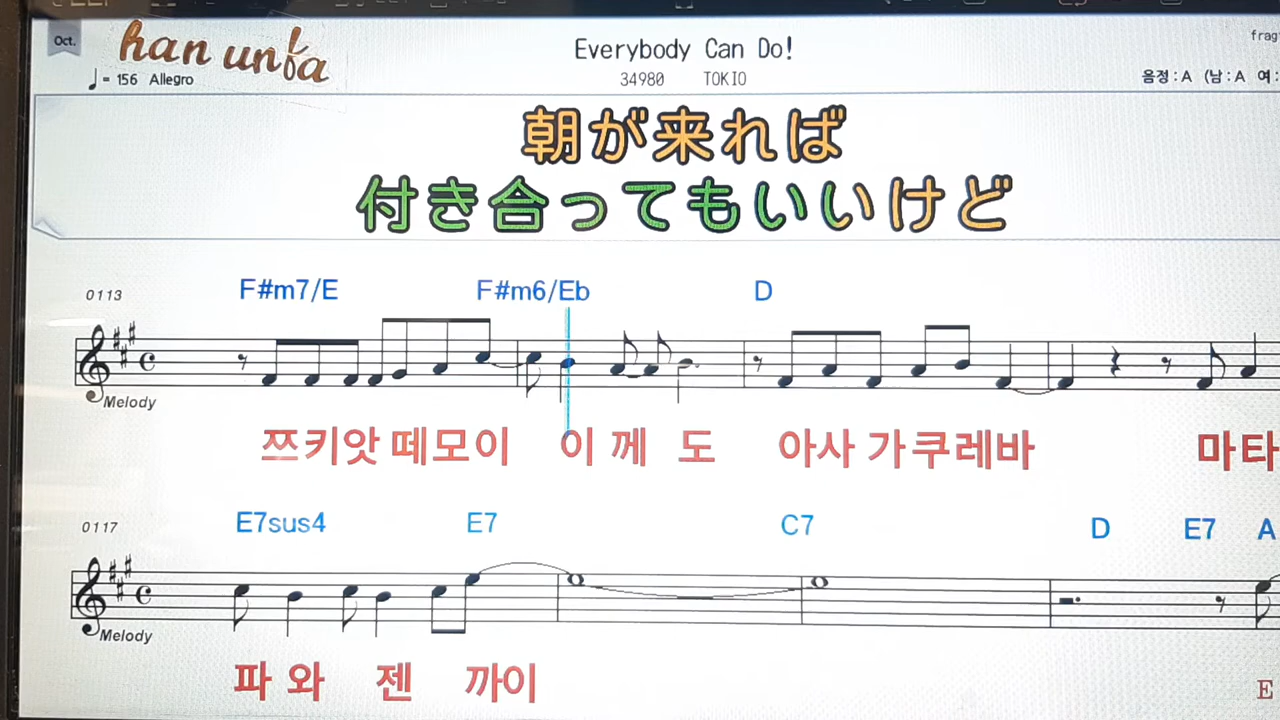 Oct.
han unfa
Everybody Can Do!
frag
♩= 156 Allegro
34980 TOKIO
음정:A (남:A 여:
朝が来れば
付き合ってもいいけど
0113
F#m7/E F#m6/Eb D
Melody
쯔키앗 떼모이 이 께 도 아사 가쿠레바 마타
0117
E7sus4 E7 C7 D E7 A
Melody
파 와 젠 까이 E